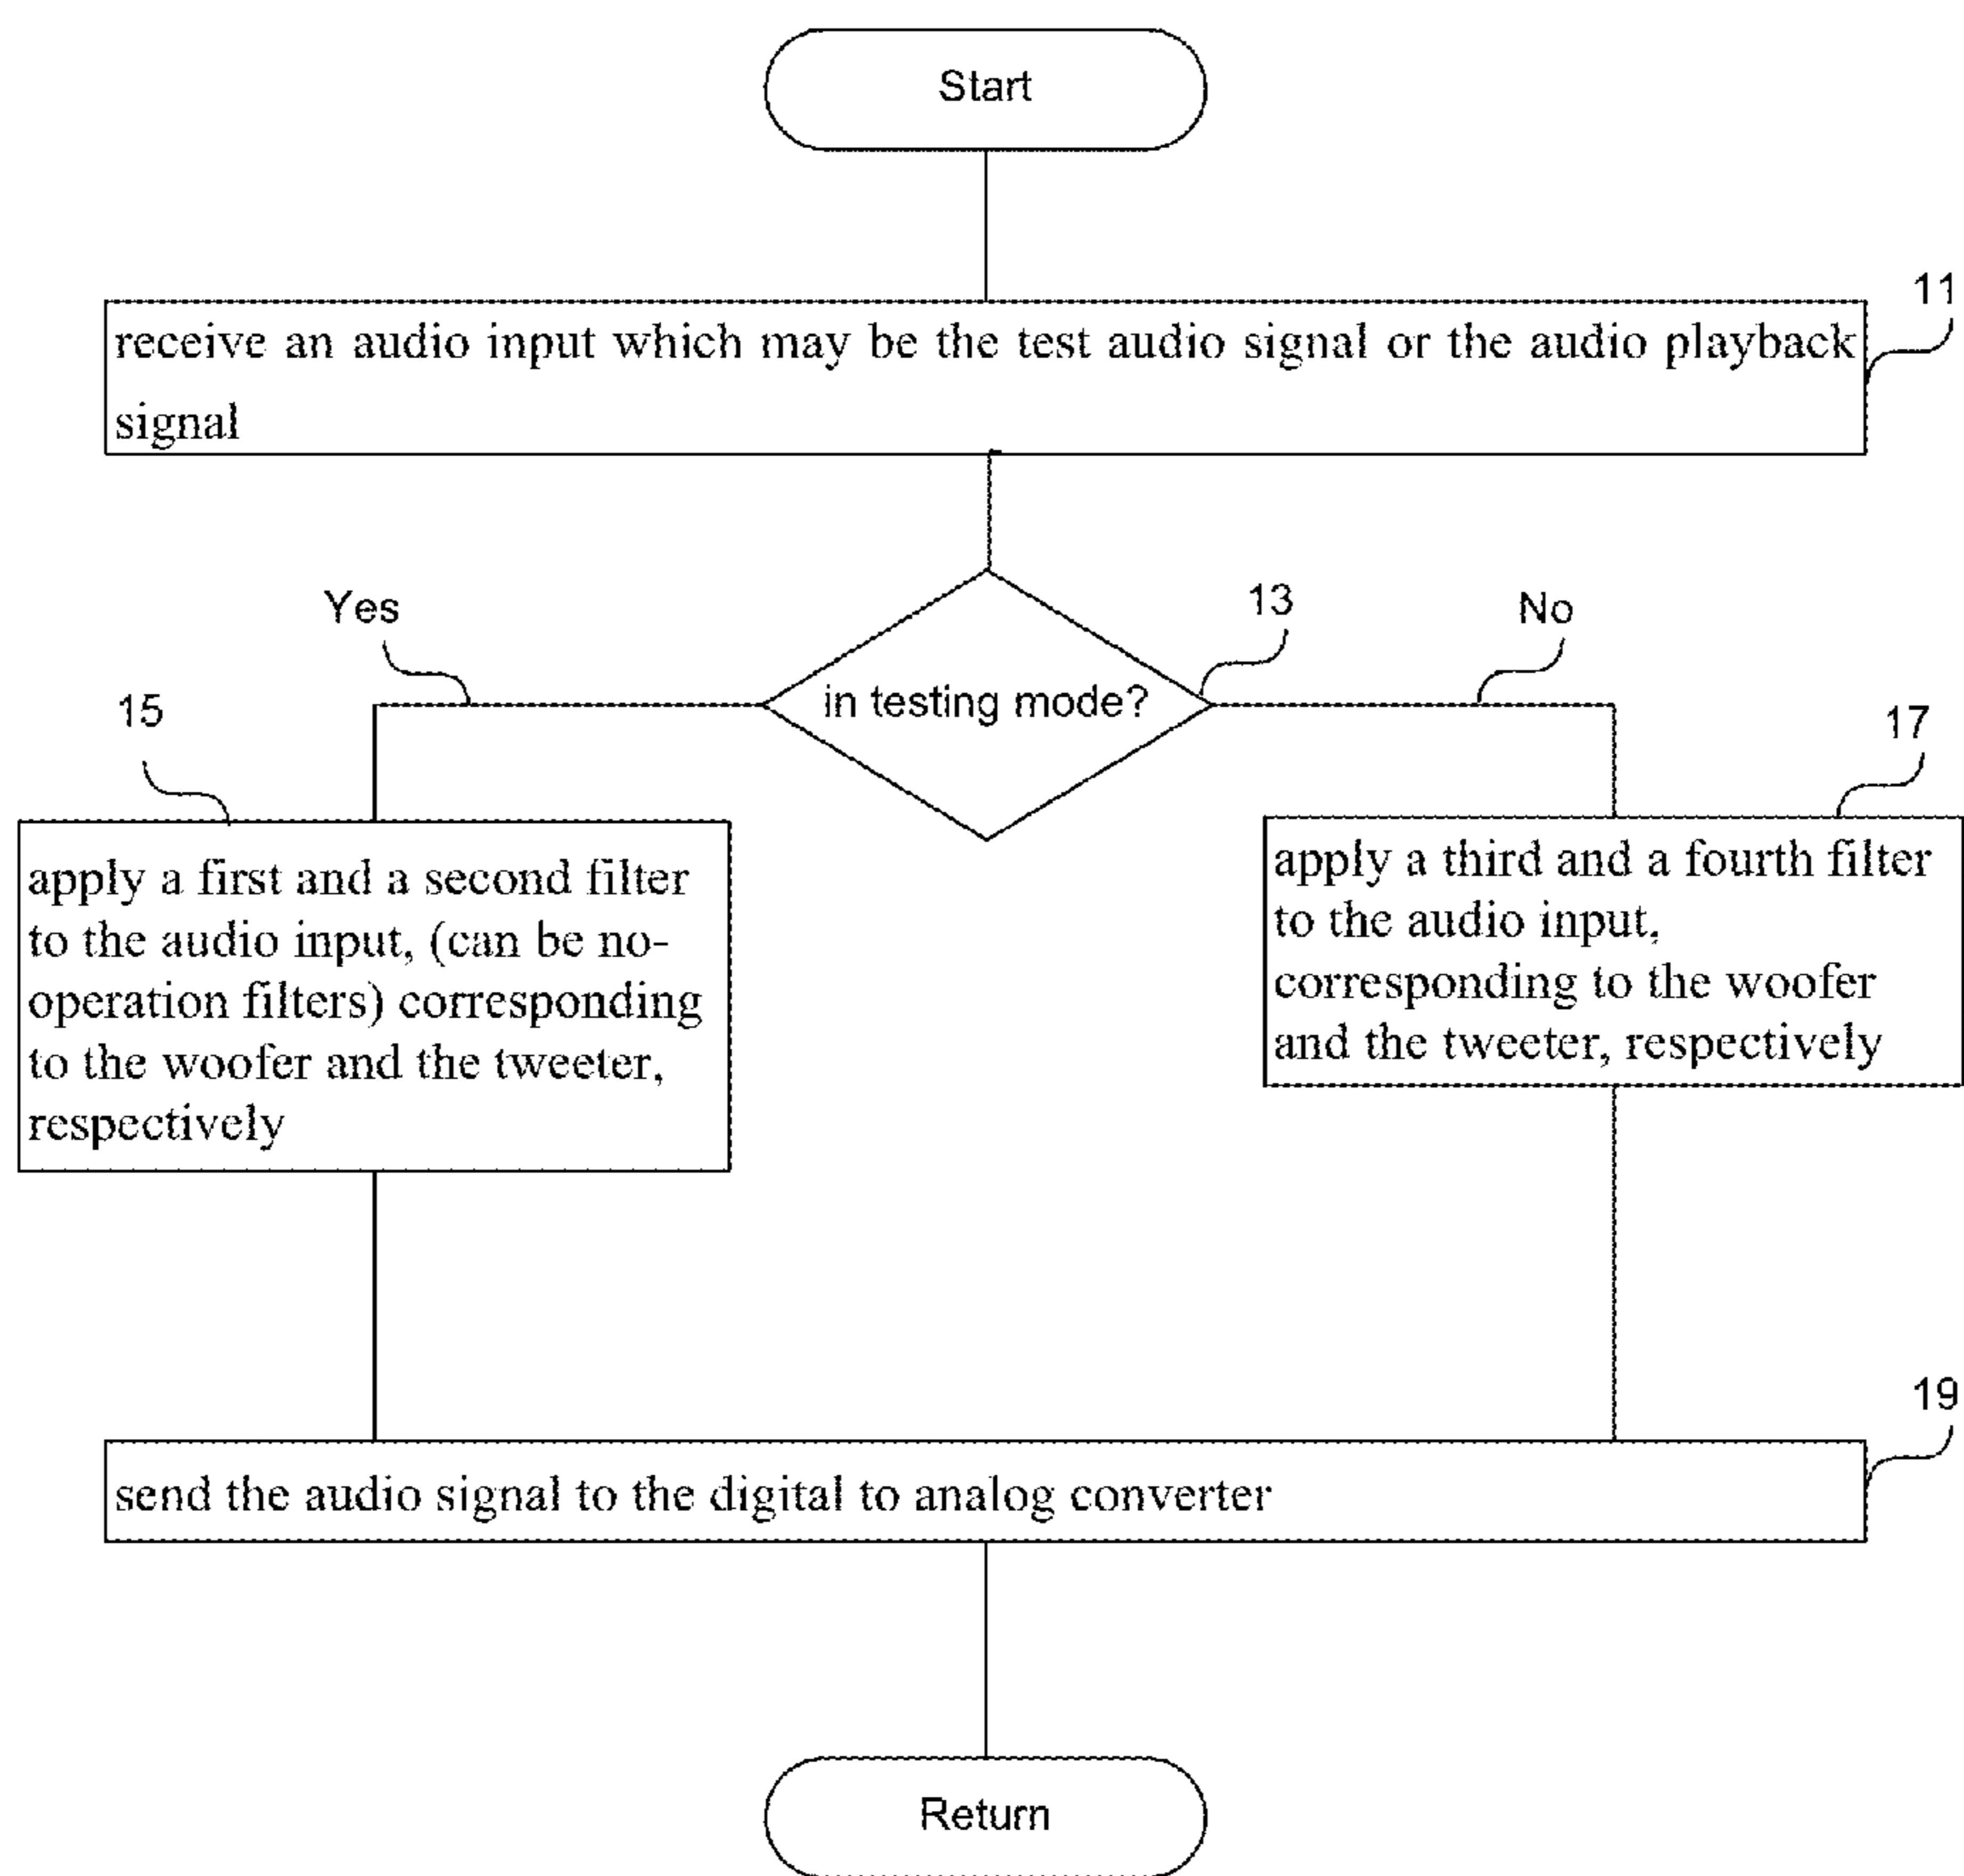 Start
11
receive an audio input which may be the test audio signal or the audio playback
signal
Yes
13
No
in testing mode?
15
17
apply a first and a second filter
to the audio input, (can be no-
operation filters) corresponding
to the woofer and the tweeter,
respectively
apply a third and a fourth filter
to the audio input,
corresponding to the woofer
and the tweeter, respectively
19
send the audio signal to the digital to analog converter
Return